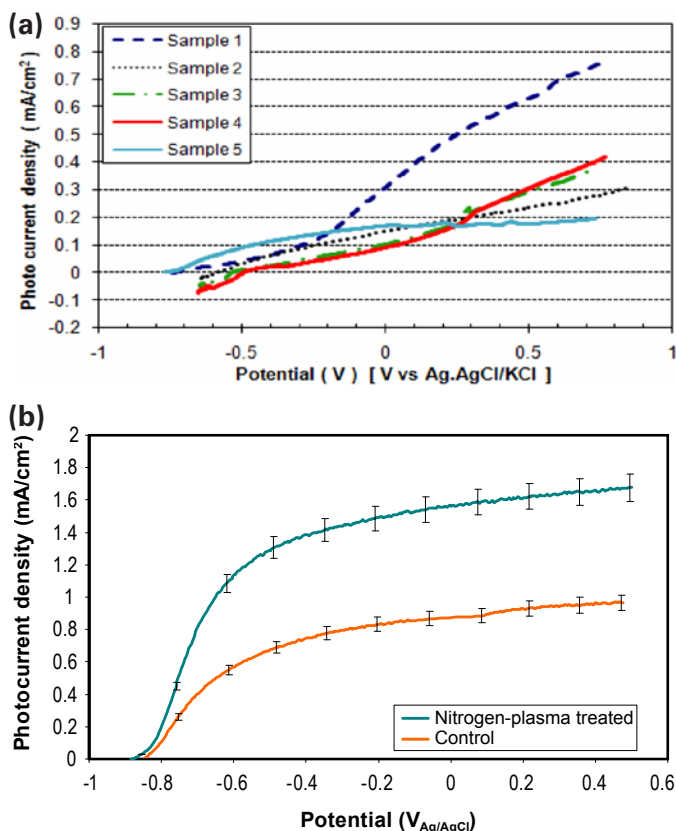 (a)
Photo current density ( mA/cm²)
0.9
0.8
0.7
0.6
0.5
0.4
0.3
0.2
0.1
0
-0.1
-0.2
Sample 1
Sample 2
Sample 3
Sample 4
Sample 5
-1 -0.5 0 0.5 1
Potential ( V ) [ V vs Ag.AgCl/KCl ]
(b)
Photocurrent density (mA/cm²)
2
1.8
1.6
1.4
1.2
1
0.8
0.6
0.4
0.2
0
Nitrogen-plasma treated
Control
-1 -0.8 -0.6 -0.4 -0.2 0 0.2 0.4 0.6
Potential (V_Ag/AgCl)